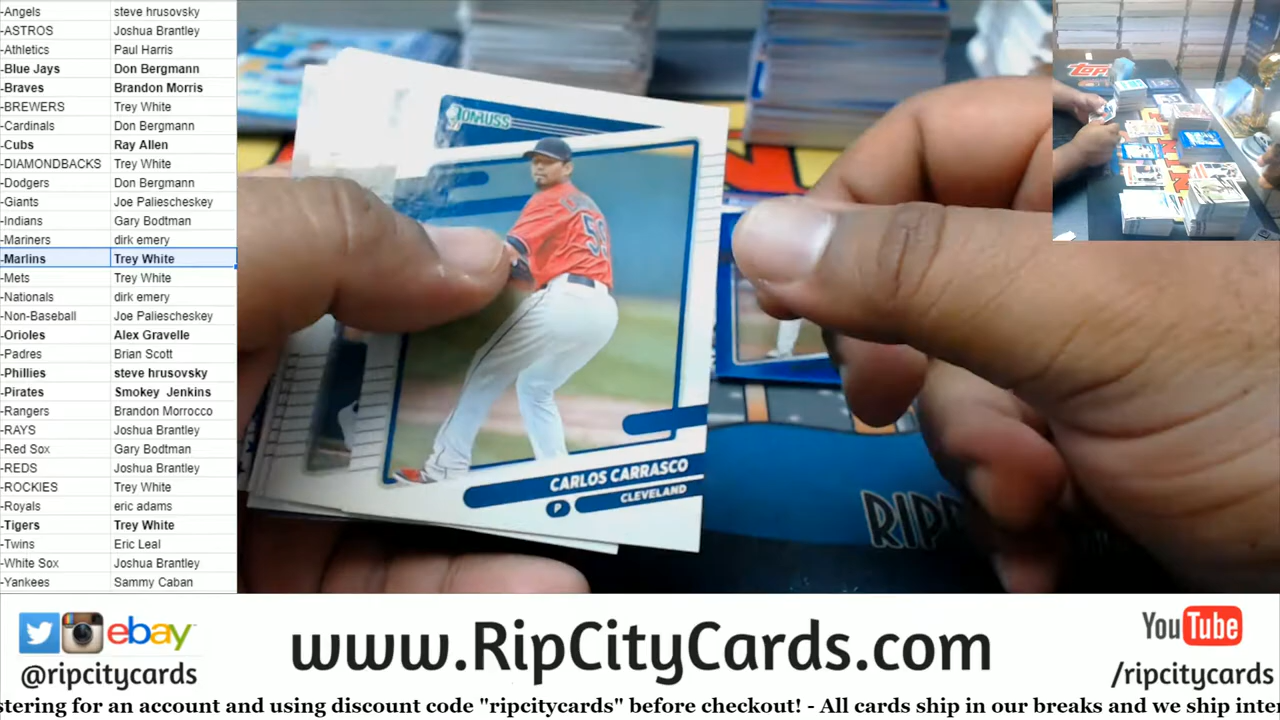 -Angels steve hrusovsky
-ASTROS Joshua Brantley
-Athletics Paul Harris
-Blue Jays Don Bergmann
-Braves Brandon Morris
-BREWERS Trey White
-Cardinals Don Bergmann
-Cubs Ray Allen
-DIAMONDBACKS Trey White
-Dodgers Don Bergmann
-Giants Joe Paliescheskey
-Indians Gary Bodtman
-Mariners dirk emery
-Marlins Trey White
-Mets Trey White
-Nationals dirk emery
-Non-Baseball Joe Paliescheskey
-Orioles Alex Gravelle
-Padres Brian Scott
-Phillies steve hrusovsky
-Pirates Smokey Jenkins
-Rangers Brandon Morrocco
-RAYS Joshua Brantley
-Red Sox Gary Bodtman
-REDS Joshua Brantley
-ROCKIES Trey White
-Royals eric adams
-Tigers Trey White
-Twins Eric Leal
-White Sox Joshua Brantley
-Yankees Sammy Caban
DONRUSS
59
CARLOS CARRASCO
P CLEVELAND
RIP
Topps
ebay
@ripcitycards
www.RipCityCards.com
YouTube
/ripcitycards
stering for an account and using discount code "ripcitycards" before checkout! - All cards ship in our breaks and we ship inter